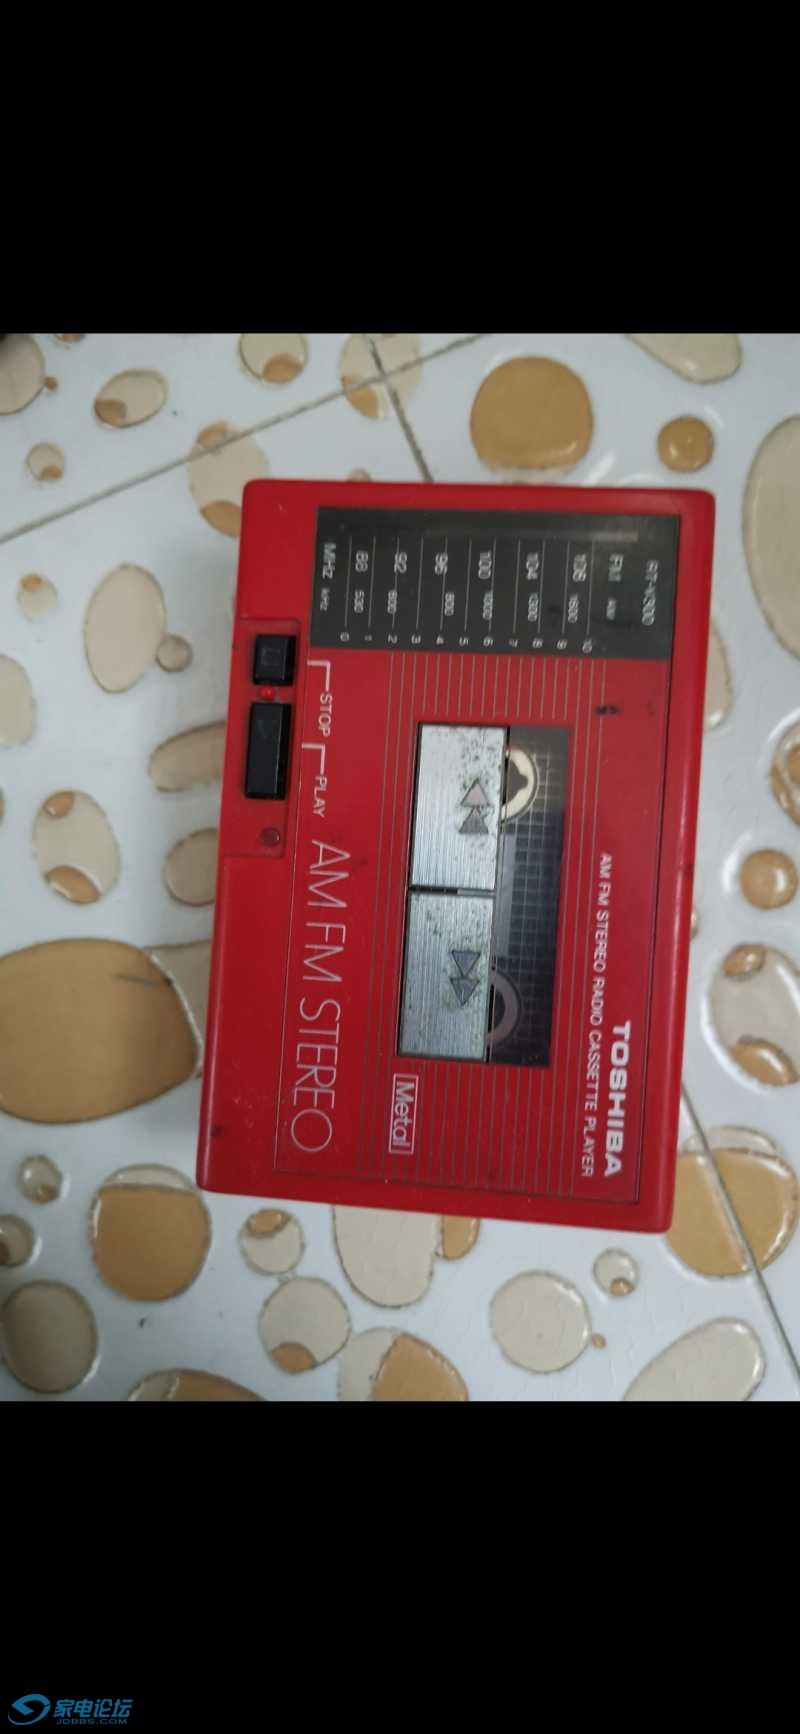 TOSHIBA
AM FM STEREO RADIO CASSETTE PLAYER
FM AM
108 1600
104 1300
100 1000
96 800
92 600
88 530
MHz kHz
10
9
8
7
6
5
4
3
2
1
0
Metal
STOP
PLAY
AM FM STEREO
家电论坛
JDBBS.COM